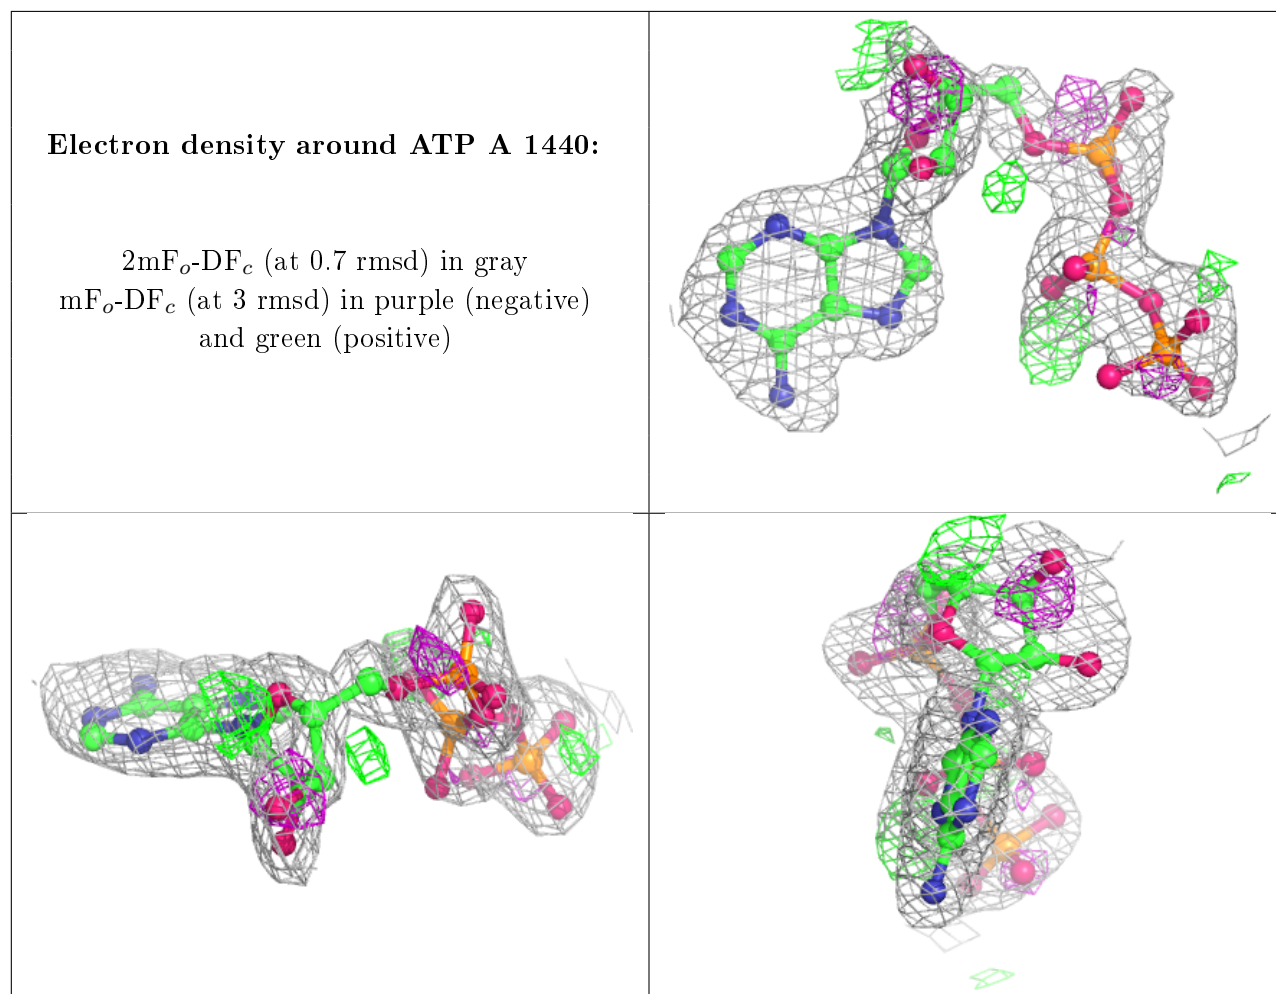 Electron density around ATP A 1440:
2mFo-DFc (at 0.7 rmsd) in gray
mFo-DFc (at 3 rmsd) in purple (negative)
and green (positive)